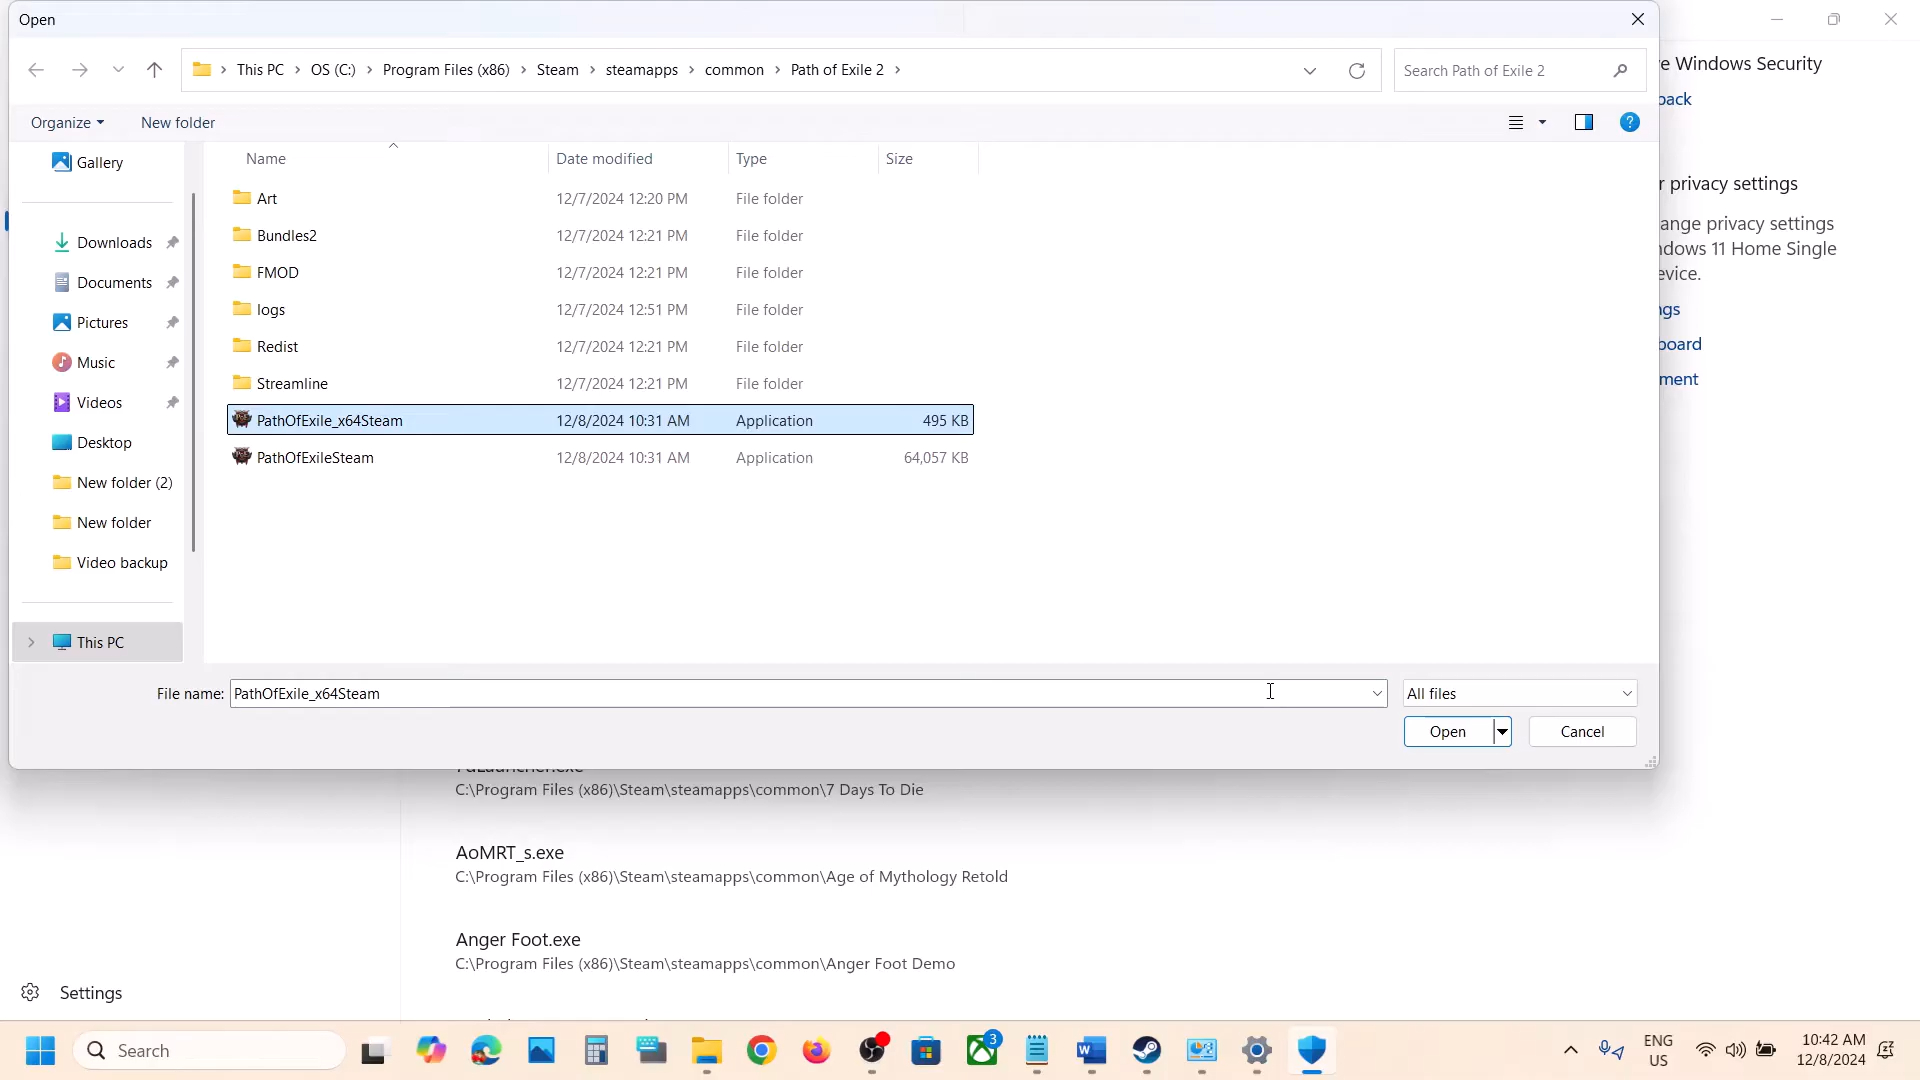 Open
This PC > OS (C:) > Program Files (x86) > Steam > steamapps > common > Path of Exile 2 >
Search Path of Exile 2
e Windows Security
back
Organize
New folder
Name
Date modified
Type
Size
Gallery
Downloads
Documents
Pictures
Music
Videos
Desktop
New folder (2)
New folder
Video backup
This PC
Art 12/7/2024 12:20 PM File folder
Bundles2 12/7/2024 12:21 PM File folder
FMOD 12/7/2024 12:21 PM File folder
logs 12/7/2024 12:51 PM File folder
Redist 12/7/2024 12:21 PM File folder
Streamline 12/7/2024 12:21 PM File folder
PathOfExile_x64Steam 12/8/2024 10:31 AM Application 495 KB
PathOfExileSteam 12/8/2024 10:31 AM Application 64,057 KB
r privacy settings
ange privacy settings
ndows 11 Home Single
evice.
ngs
board
ment
File name: PathOfExile_x64Steam
All files
Open
Cancel
C:\Program Files (x86)\Steam\steamapps\common\7 Days To Die
AoMRT_s.exe
C:\Program Files (x86)\Steam\steamapps\common\Age of Mythology Retold
Anger Foot.exe
C:\Program Files (x86)\Steam\steamapps\common\Anger Foot Demo
Settings
Search
3
ENG
US
10:42 AM
12/8/2024